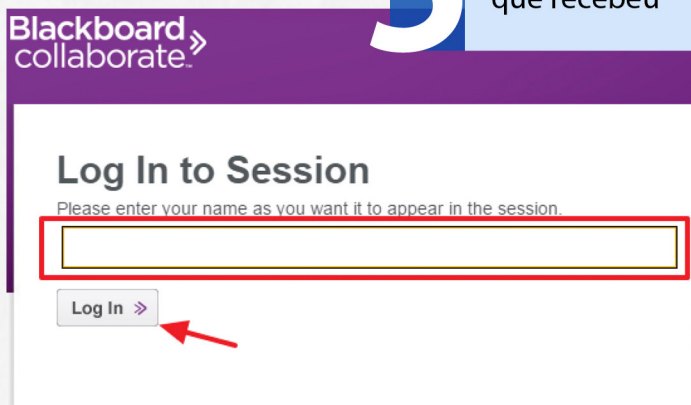 que recebeu
Blackboard
collaborate™
Log In to Session
Please enter your name as you want it to appear in the session.
Log In »